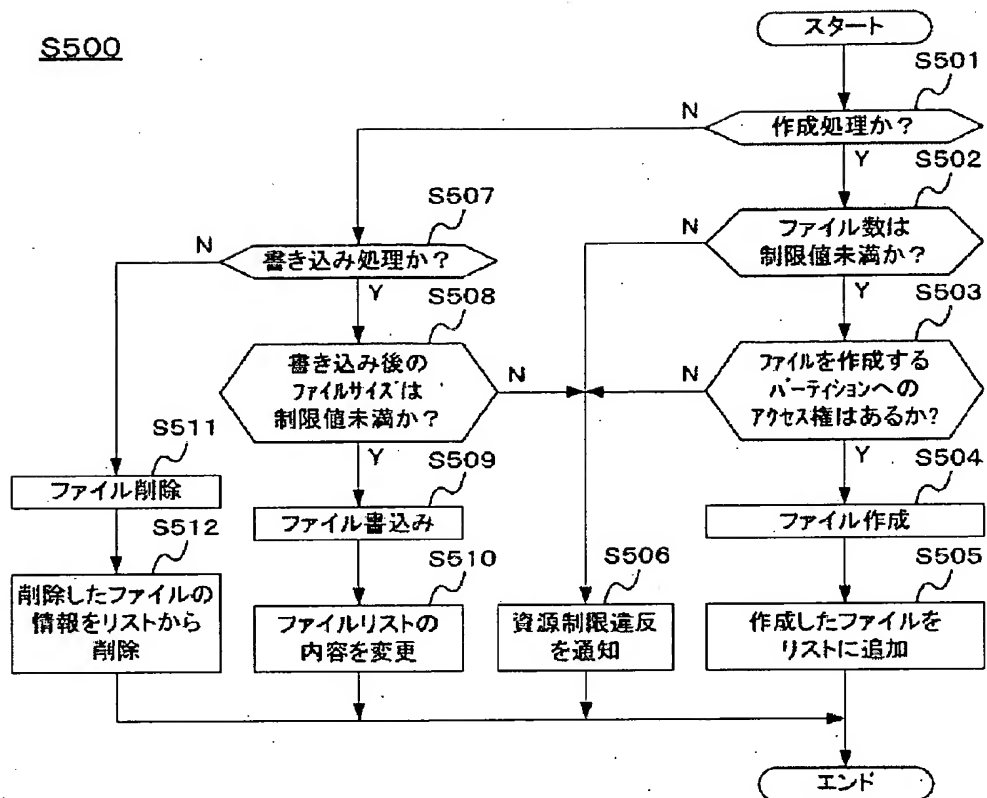 S500
スタート
S501
作成処理か?
N
Y
S502
ファイル数は
制限値未満か?
N
Y
S503
ファイルを作成する
パーティションへの
アクセス権はあるか?
N
Y
S504
ファイル作成
S505
作成したファイルを
リストに追加
S506
資源制限違反
を通知
S507
書き込み処理か?
N
Y
S508
書き込み後の
ファイルサイズは
制限値未満か?
N
Y
S509
ファイル書込み
S510
ファイルリストの
内容を変更
S511
ファイル削除
S512
削除したファイルの
情報をリストから
削除
エンド